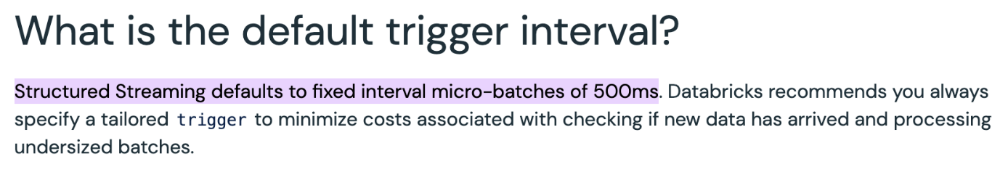 What is the default trigger interval?
Structured Streaming defaults to fixed interval micro-batches of 500ms. Databricks recommends you always
specify a tailored trigger to minimize costs associated with checking if new data has arrived and processing
undersized batches.